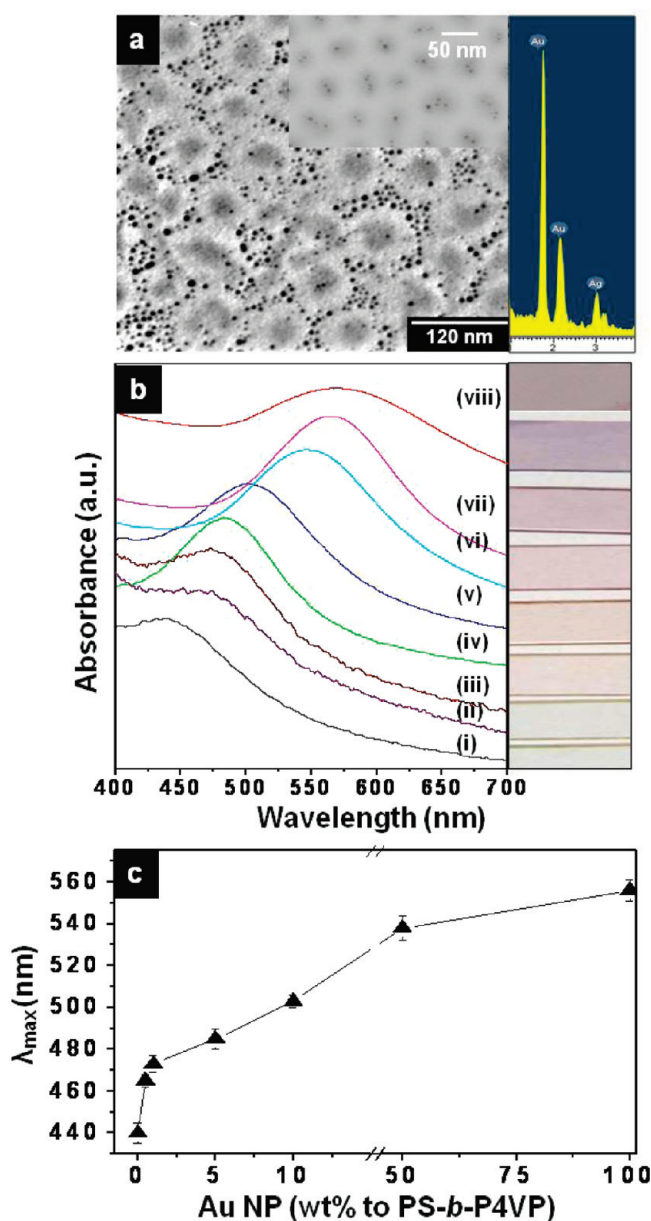 a
50 nm
120 nm
Au
Au
Ag
2
3
b
Absorbance (a.u.)
(viii)
(vii)
(vi)
(v)
(iv)
(iii)
(ii)
(i)
400 450 500 550 600 650 700
Wavelength (nm)
c
λmax(nm)
560
540
520
500
480
460
440
0 5 10 50 75 100
Au NP (wt% to PS-b-P4VP)